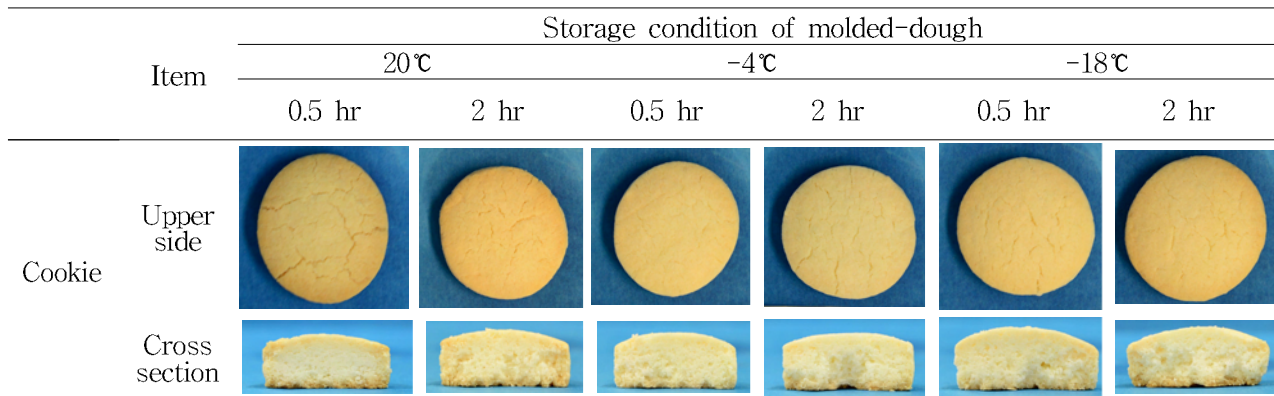 Storage condition of molded-dough
Item
20℃ -4℃ -18℃
0.5 hr 2 hr 0.5 hr 2 hr 0.5 hr 2 hr
Upper
side
Cookie
Cross
section